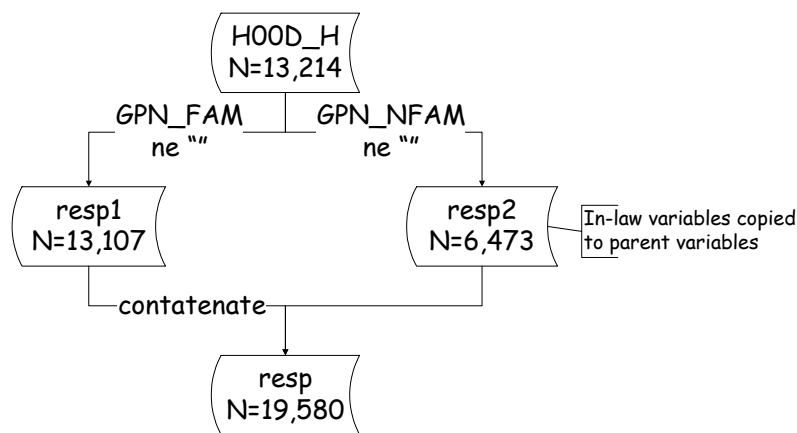 H00D_H
N=13,214
GPN_FAM
ne “”
GPN_NFAM
ne “”
resp1
N=13,107
resp2
N=6,473
In-law variables copied
to parent variables
contatenate
resp
N=19,580